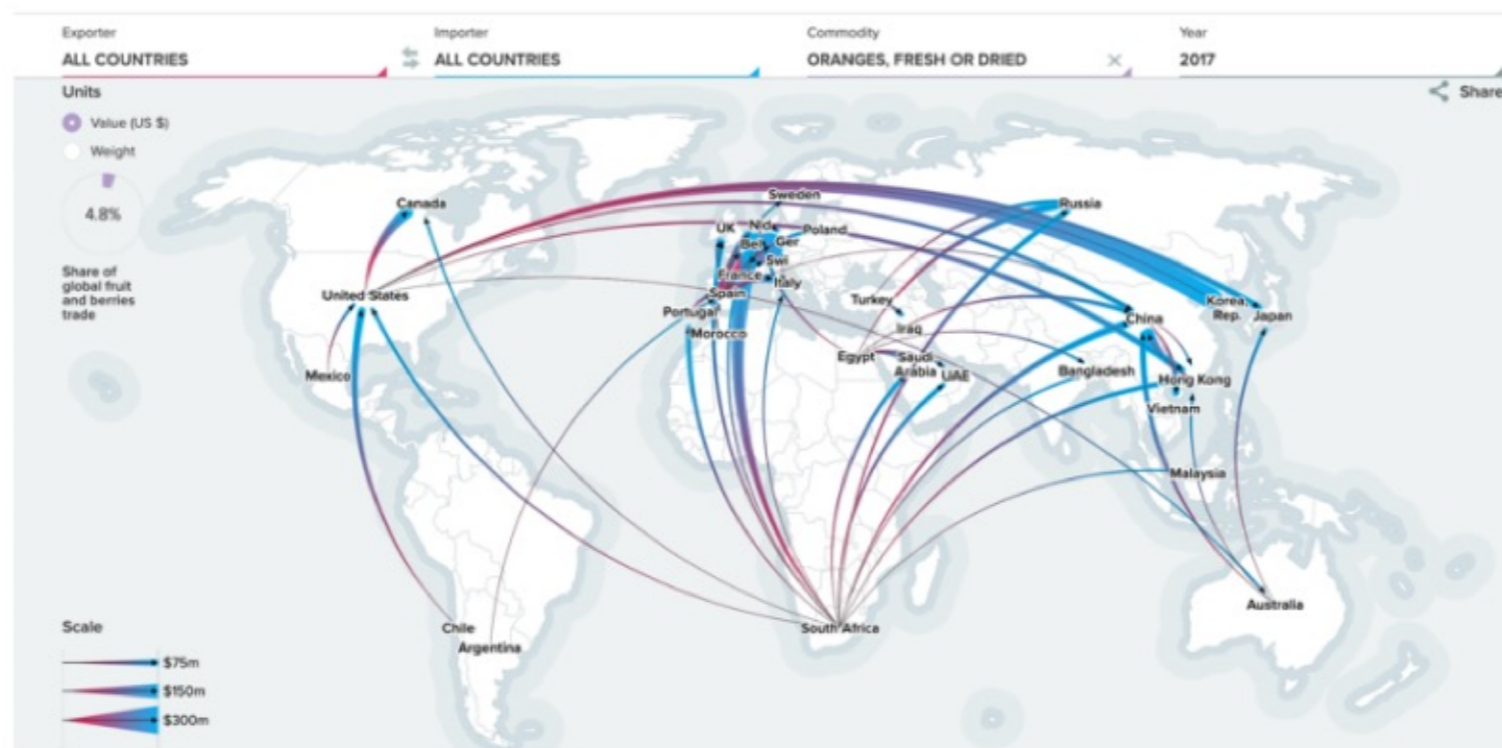 Exporter
ALL COUNTRIES
Importer
ALL COUNTRIES
Commodity
ORANGES, FRESH OR DRIED
Year
2017
Share
Units
Value (US $)
Weight
4.8%
Share of
global fruit
and berries
trade
Canada
Sweden
Russia
UK
Nld
Poland
Bel
Ger
Swi
France
Italy
United States
Spain
Turkey
Korea,
Rep.
Portugal
China
Japan
Morocco
Iraq
Egypt
Saudi
Arabia
UAE
Bangladesh
Mexico
Hong Kong
Vietnam
Malaysia
Australia
Chile
South Africa
Argentina
Scale
$75m
$150m
$300m